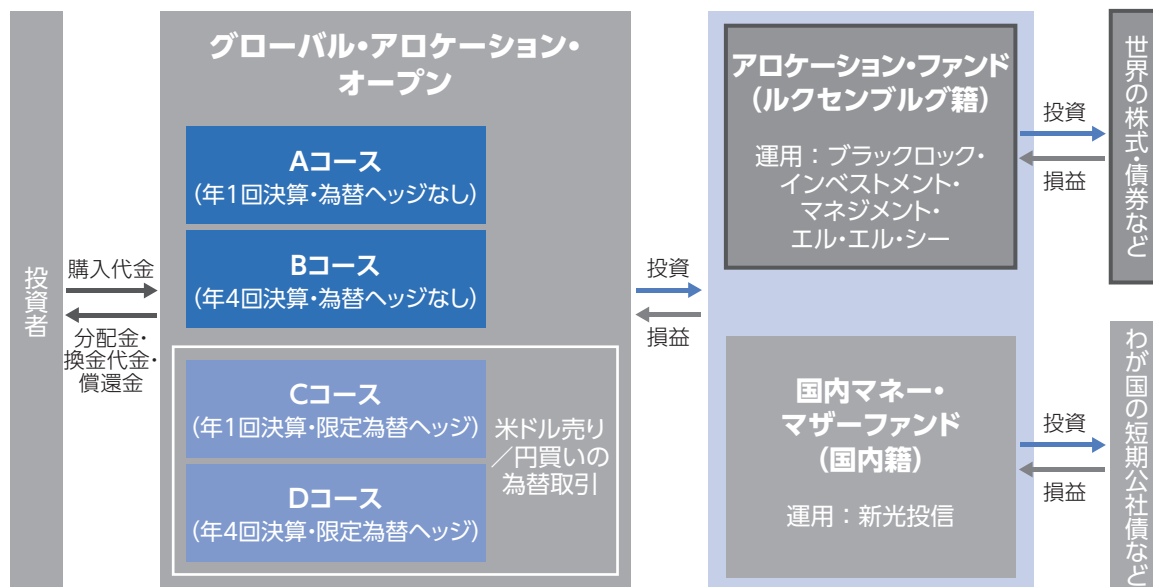 投資者
購入代金
分配金・
換金代金・
償還金
グローバル・アロケーション・
オープン
Aコース
(年1回決算・為替ヘッジなし)
Bコース
(年4回決算・為替ヘッジなし)
Cコース
(年1回決算・限定為替ヘッジ)
Dコース
(年4回決算・限定為替ヘッジ)
米ドル売り
／円買いの
為替取引
投資
損益
アロケーション・ファンド
(ルクセンブルグ籍)
運用：ブラックロック・
インベストメント・
マネジメント・
エル・エル・シー
国内マネー・
マザーファンド
(国内籍)
運用：新光投信
投資
損益
世界の株式・債券など
投資
損益
わが国の短期公社債など